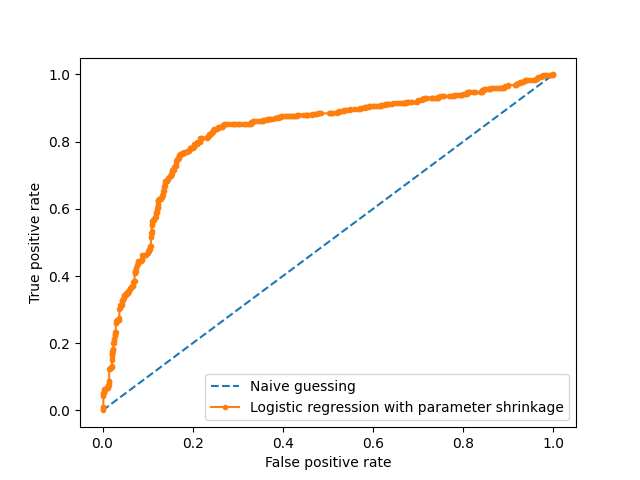 1.0
0.8
0.6
0.4
0.2
0.0
True positive rate
Naive guessing
Logistic regression with parameter shrinkage
0.0 0.2 0.4 0.6 0.8 1.0
False positive rate